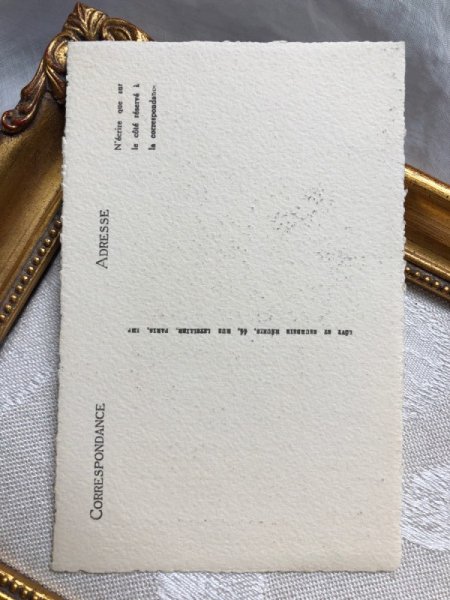 CORRESPONDANCE
ADRESSE
N'écrire que sur
le côté réservé à
la correspondance.
LÉVY ET NEURDEIN RÉUNIS, 44, RUE LETELLIER, PARIS, IMP.